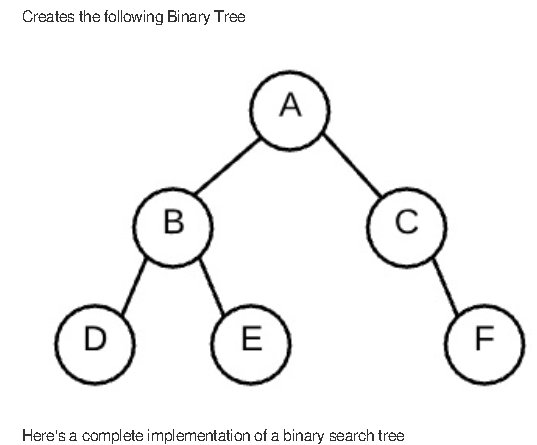 Creates the following Binary Tree
A
B C
D E F
Here's a complete implementation of a binary search tree